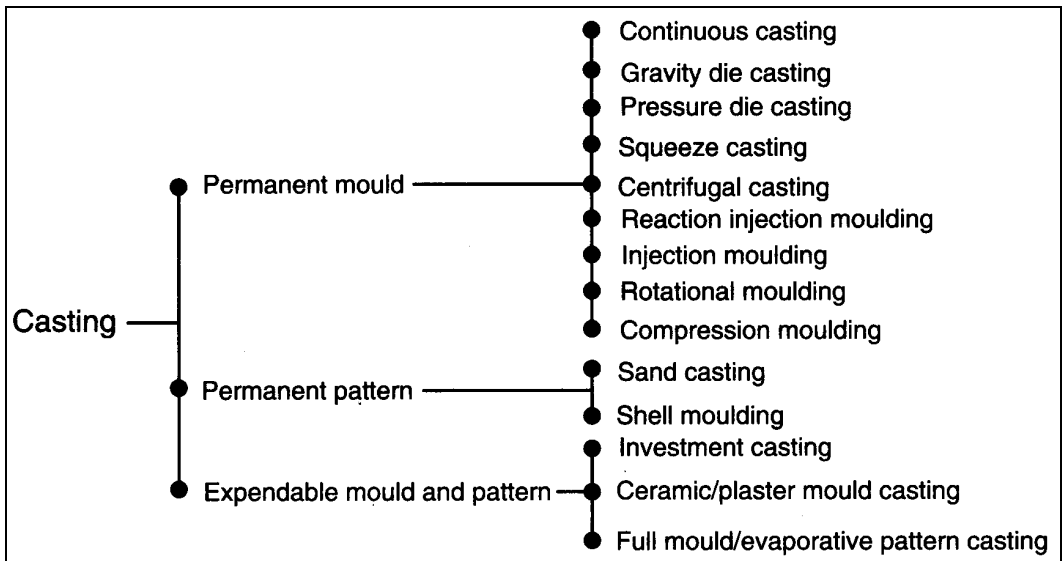 Casting
Permanent mould
Continuous casting
Gravity die casting
Pressure die casting
Squeeze casting
Centrifugal casting
Reaction injection moulding
Injection moulding
Rotational moulding
Compression moulding
Permanent pattern
Sand casting
Shell moulding
Expendable mould and pattern
Investment casting
Ceramic/plaster mould casting
Full mould/evaporative pattern casting